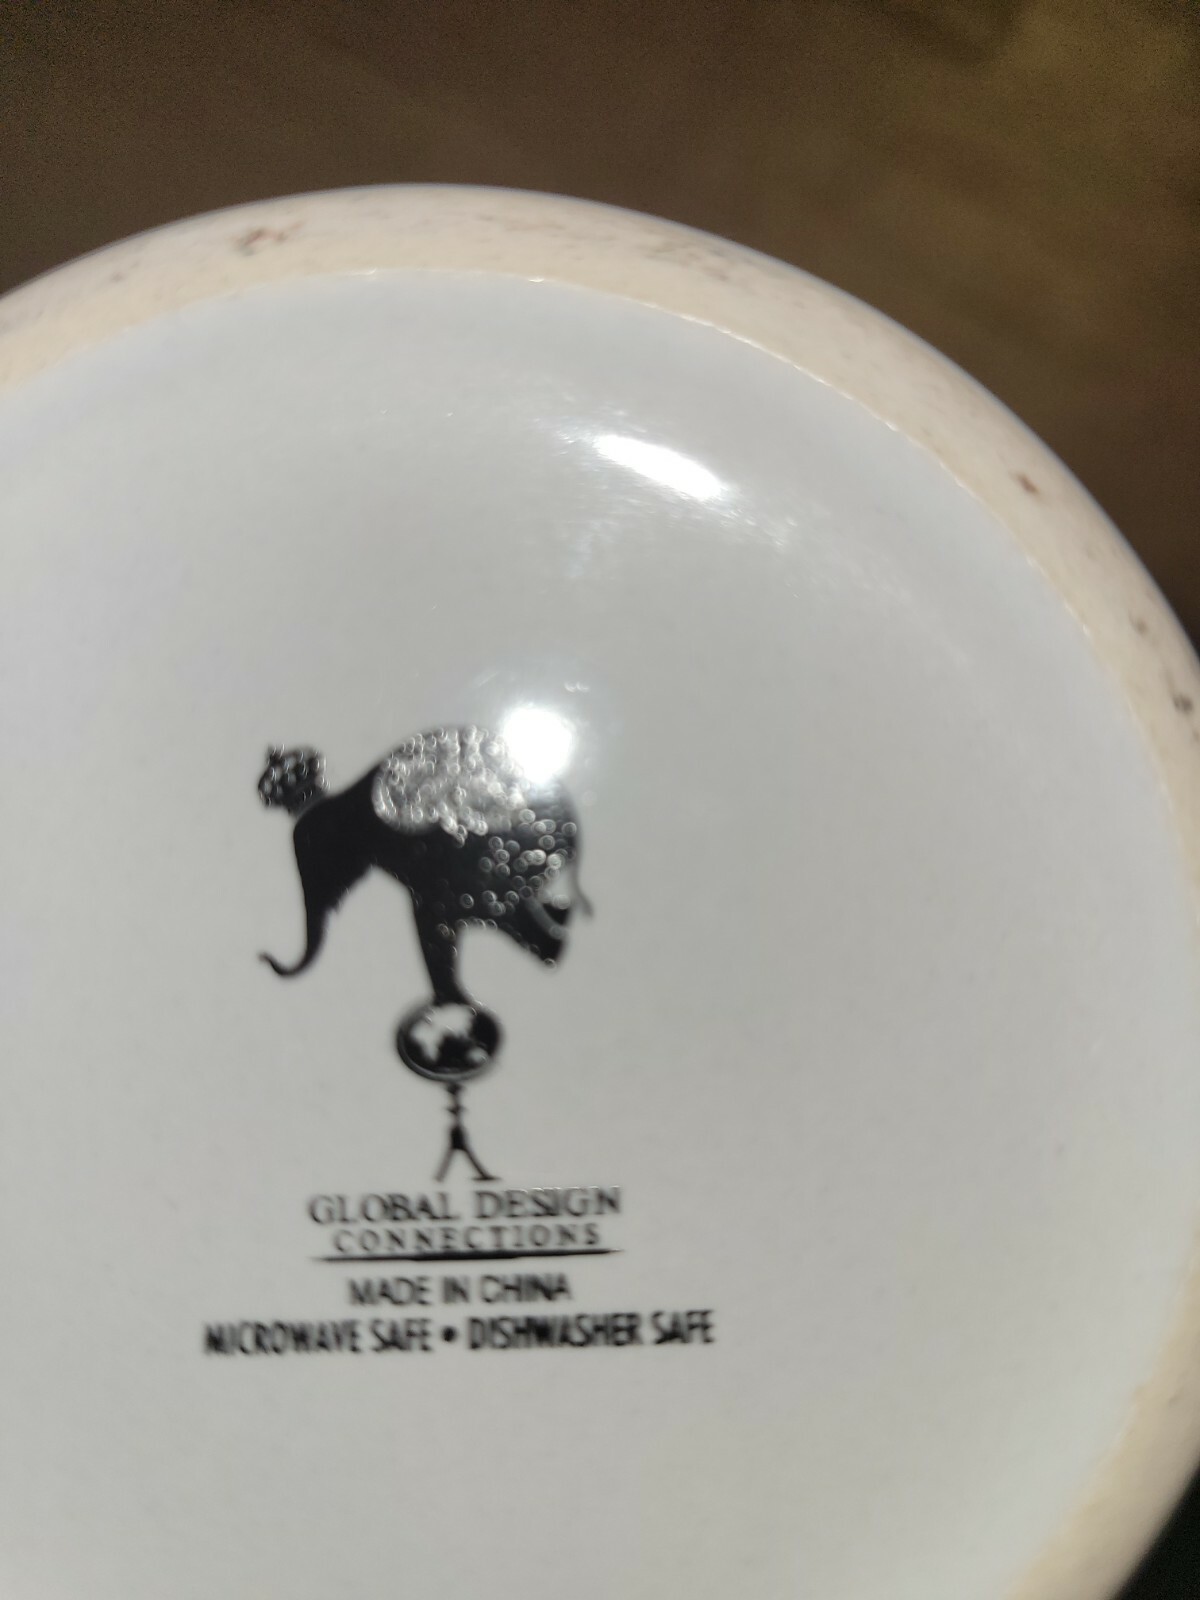 GLOBAL DESIGN
CONNECTIONS
MADE IN CHINA
MICROWAVE SAFE • DISHWASHER SAFE